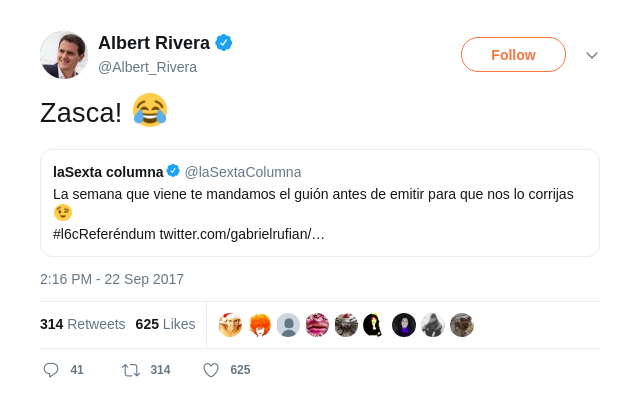 Albert Rivera
@Albert_Rivera
Follow
Zasca! 😂
laSexta columna @laSextaColumna
La semana que viene te mandamos el guión antes de emitir para que nos lo corrijas
😉
#l6cReferéndum twitter.com/gabrielrufian/…
2:16 PM - 22 Sep 2017
314 Retweets 625 Likes
41 314 625